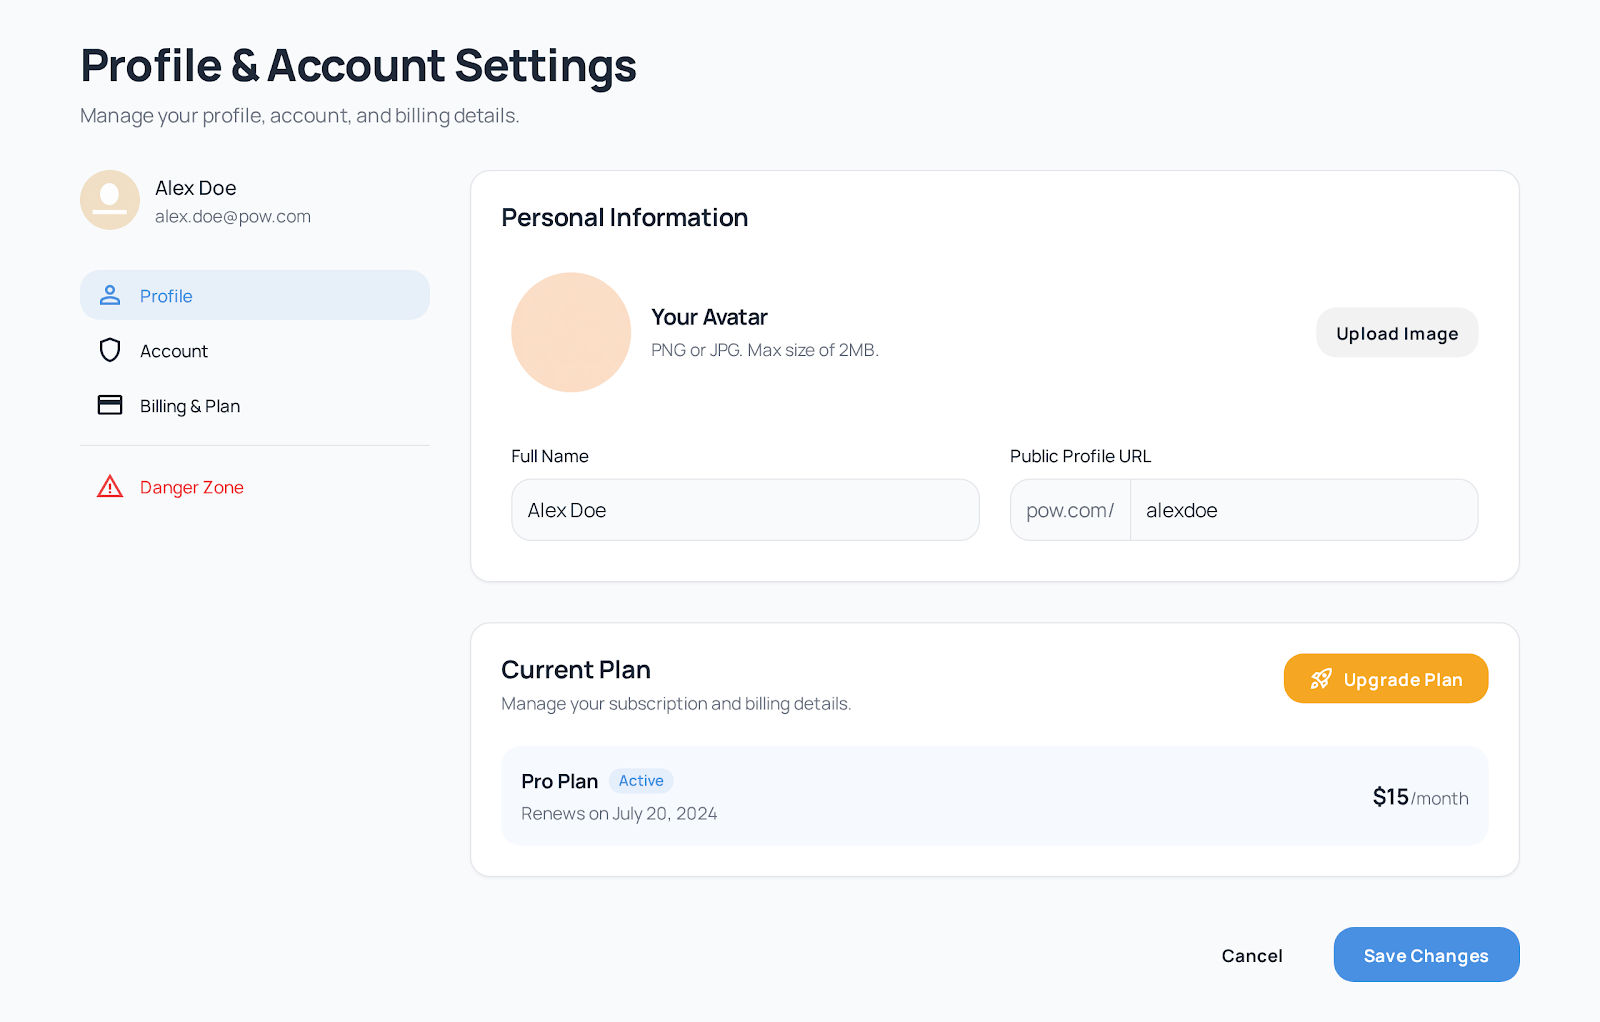 Profile & Account Settings
Manage your profile, account, and billing details.
Alex Doe
alex.doe@pow.com
Profile
Account
Billing & Plan
Danger Zone
Personal Information
Your Avatar
PNG or JPG. Max size of 2MB.
Upload Image
Full Name
Alex Doe
Public Profile URL
pow.com/ alexdoe
Current Plan
Manage your subscription and billing details.
Upgrade Plan
Pro Plan Active
Renews on July 20, 2024
$15/month
Cancel
Save Changes